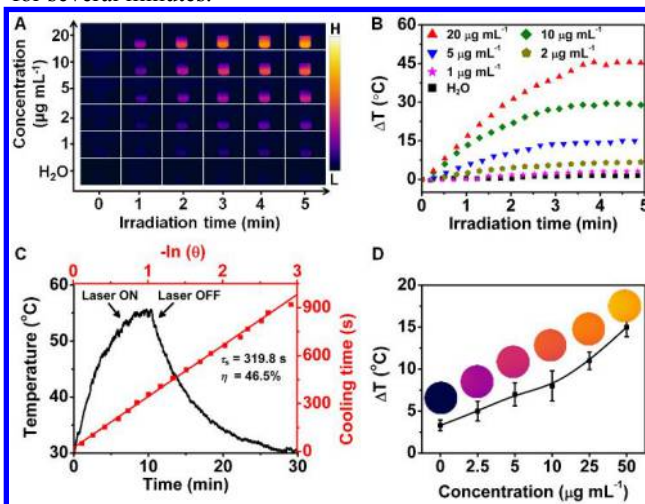 for several minutes.
A
Concentration
(μg mL⁻¹)
20
10
5
2
1
H₂O
H
L
0 1 2 3 4 5
Irradiation time (min)
B
20 μg mL⁻¹ 10 μg mL⁻¹
5 μg mL⁻¹ 2 μg mL⁻¹
1 μg mL⁻¹
H₂O
ΔT (°C)
60
45
30
15
0
0 1 2 3 4 5
Irradiation time (min)
C
-ln (θ)
0 1 2 3
Temperature (°C)
60
50
40
30
Laser ON Laser OFF
τs = 319.8 s
η = 46.5%
900
600
300
0
Cooling time (s)
0 10 20 30
Time (min)
D
ΔT (°C)
20
15
10
5
0
0 2.5 5 10 25 50
Concentration (μg mL⁻¹)